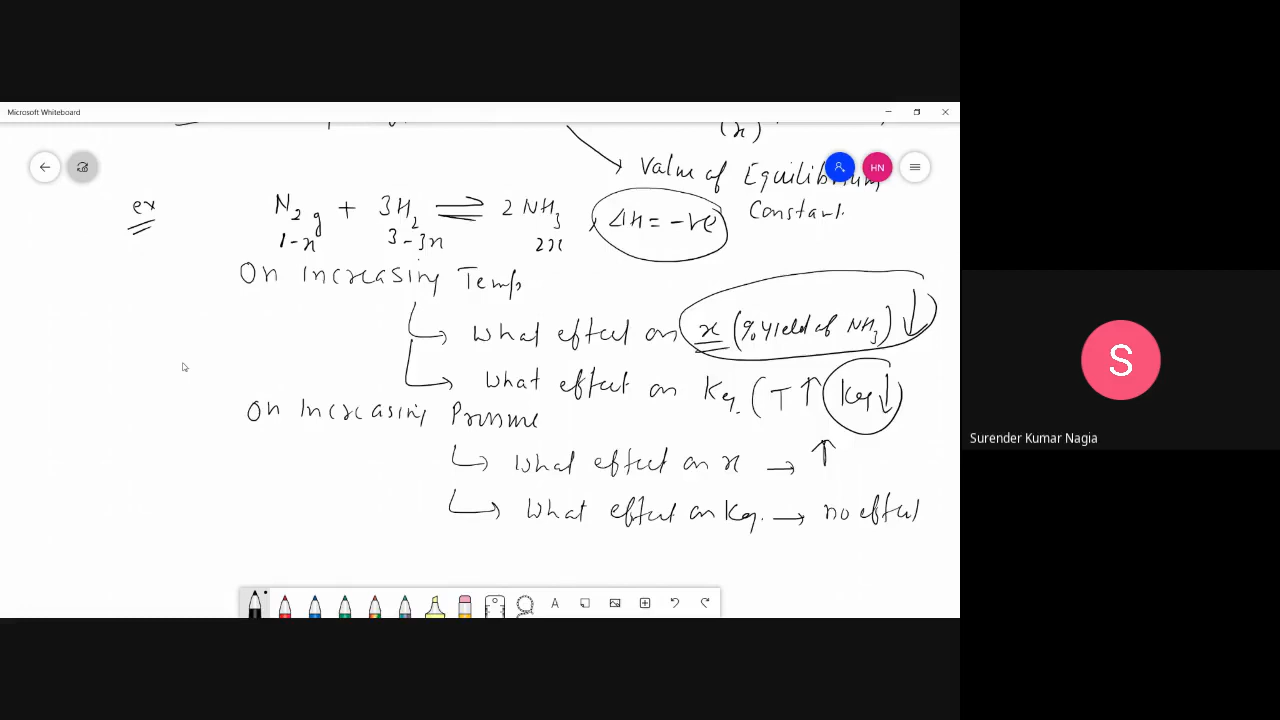 Microsoft Whiteboard
(x)
Value of Equilibrium
Constant.
HN
ex
N2 g + 3H2 ⇌ 2 NH3 , ΔH = -ve
1-x 3-3x 2x
On Increasing Temp
What effect on x (% yield of NH3) ↓
What effect on Keq. (T ↑ Keq ↓)
On Increasing Pressure
What effect on x → ↑
What effect on Keq. → no effect
A
S
Surender Kumar Nagia